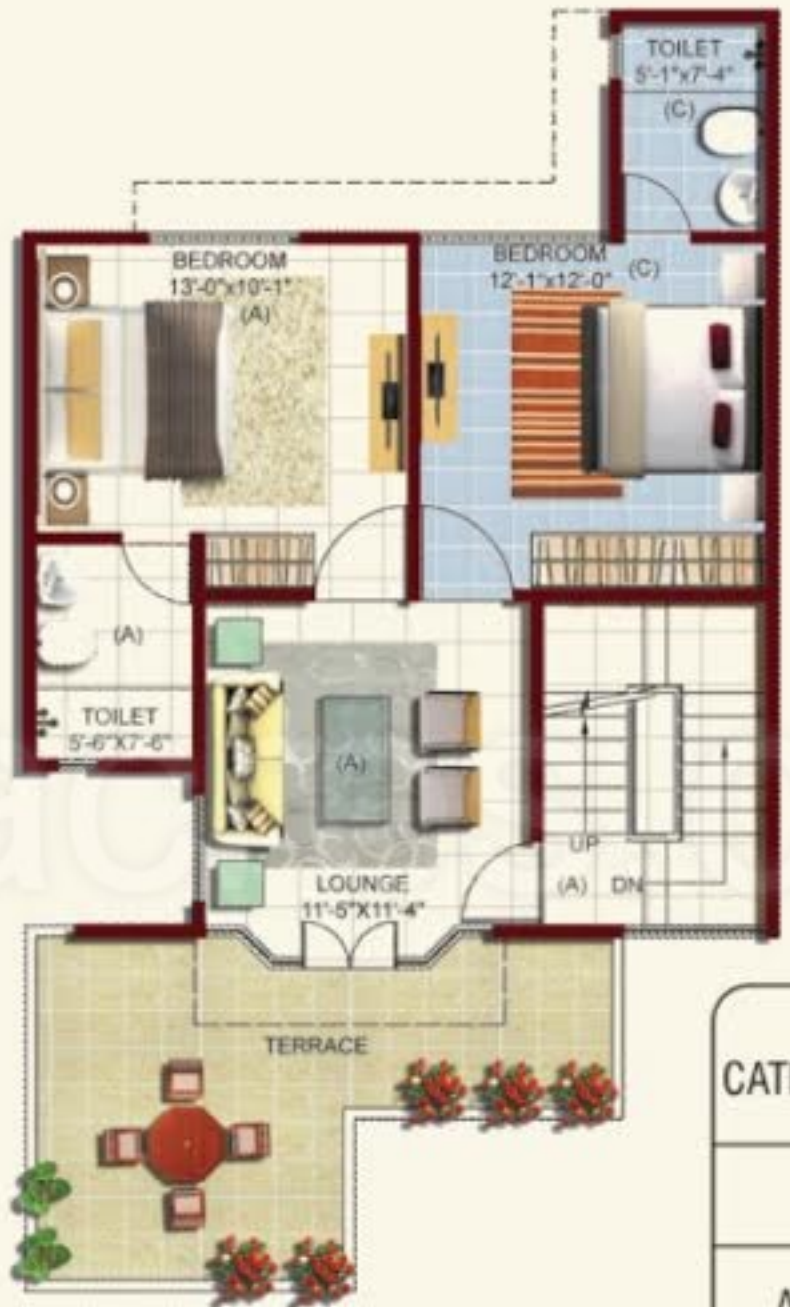 TOILET
5'-1"x7'-4"
(C)
BEDROOM
13'-0"x10'-1"
(A)
BEDROOM (C)
12'-1"x12'-0"
(A)
TOILET
5'-6"X7'-6"
(A)
UP
(A) DN
LOUNGE
11'-5"X11'-4"
TERRACE